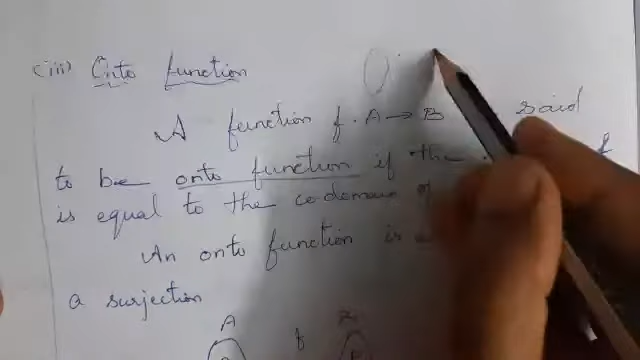 (iii) Onto function
A function f. A → B said
to be onto function if the f
is equal to the co-domain of
An onto function is
a surjection
A f B